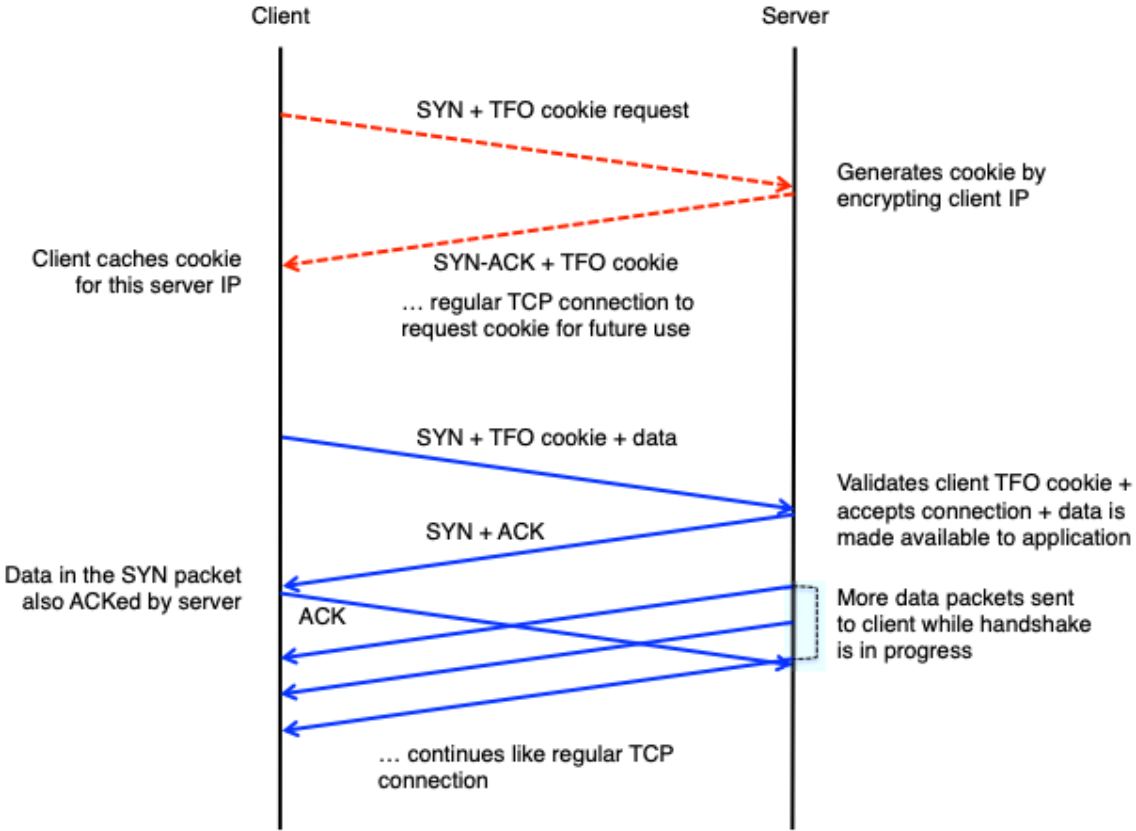 Client
Server
SYN + TFO cookie request
Generates cookie by
encrypting client IP
Client caches cookie
for this server IP
SYN-ACK + TFO cookie
… regular TCP connection to
request cookie for future use
SYN + TFO cookie + data
Validates client TFO cookie +
accepts connection + data is
made available to application
SYN + ACK
Data in the SYN packet
also ACKed by server
ACK
More data packets sent
to client while handshake
is in progress
… continues like regular TCP
connection